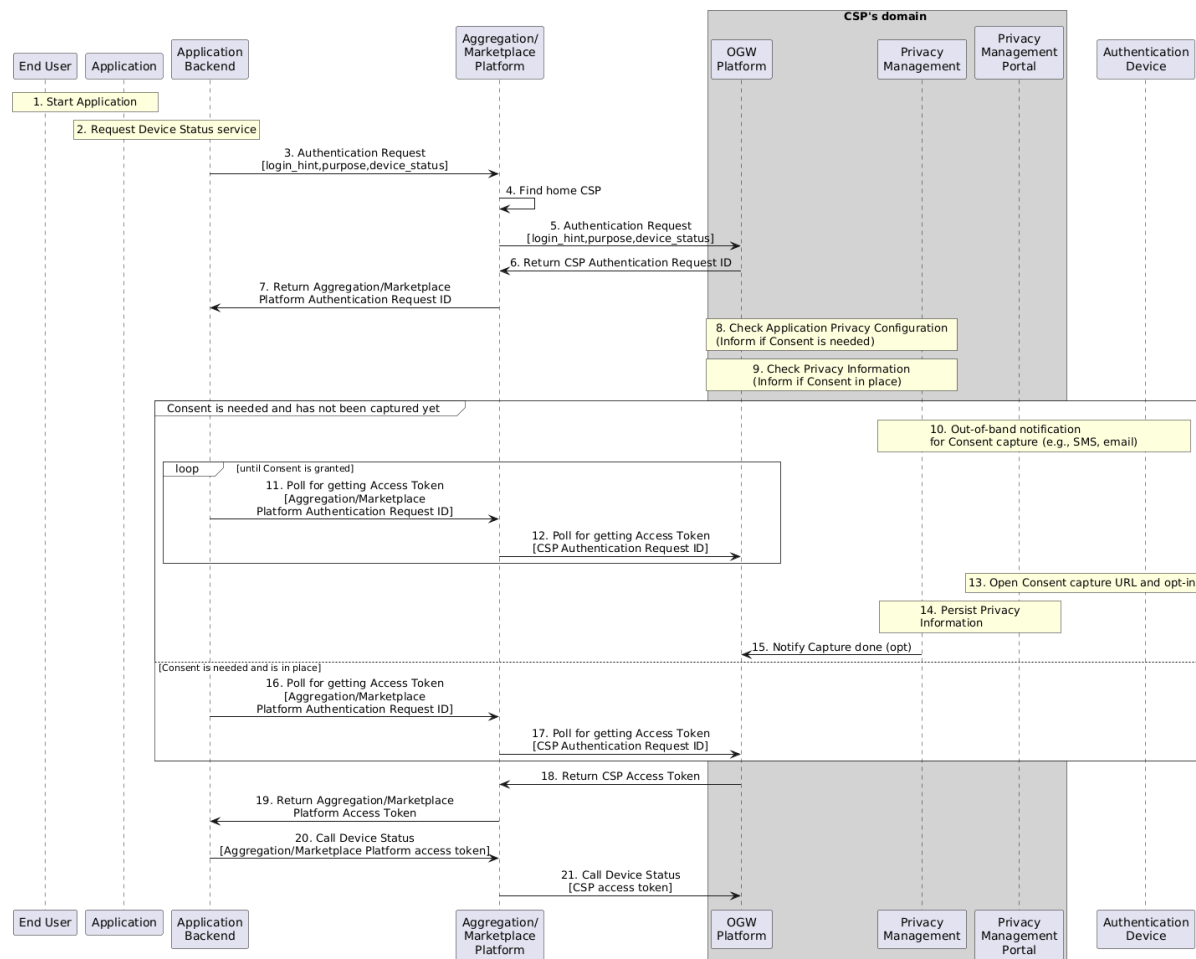 CSP's domain
End User
Application
Application
Backend
Aggregation/
Marketplace
Platform
OGW
Platform
Privacy
Management
Privacy
Management
Portal
Authentication
Device
1. Start Application
2. Request Device Status service
3. Authentication Request
[login_hint,purpose,device_status]
4. Find home CSP
5. Authentication Request
[login_hint,purpose,device_status]
6. Return CSP Authentication Request ID
7. Return Aggregation/Marketplace
Platform Authentication Request ID
8. Check Application Privacy Configuration
(Inform if Consent is needed)
9. Check Privacy Information
(Inform if Consent in place)
Consent is needed and has not been captured yet
10. Out-of-band notification
for Consent capture (e.g., SMS, email)
loop
[until Consent is granted]
11. Poll for getting Access Token
[Aggregation/Marketplace
Platform Authentication Request ID]
12. Poll for getting Access Token
[CSP Authentication Request ID]
13. Open Consent capture URL and opt-in
14. Persist Privacy
Information
15. Notify Capture done (opt)
[Consent is needed and is in place]
16. Poll for getting Access Token
[Aggregation/Marketplace
Platform Authentication Request ID]
17. Poll for getting Access Token
[CSP Authentication Request ID]
18. Return CSP Access Token
19. Return Aggregation/Marketplace
Platform Access Token
20. Call Device Status
[Aggregation/Marketplace Platform access token]
21. Call Device Status
[CSP access token]
End User
Application
Application
Backend
Aggregation/
Marketplace
Platform
OGW
Platform
Privacy
Management
Privacy
Management
Portal
Authentication
Device